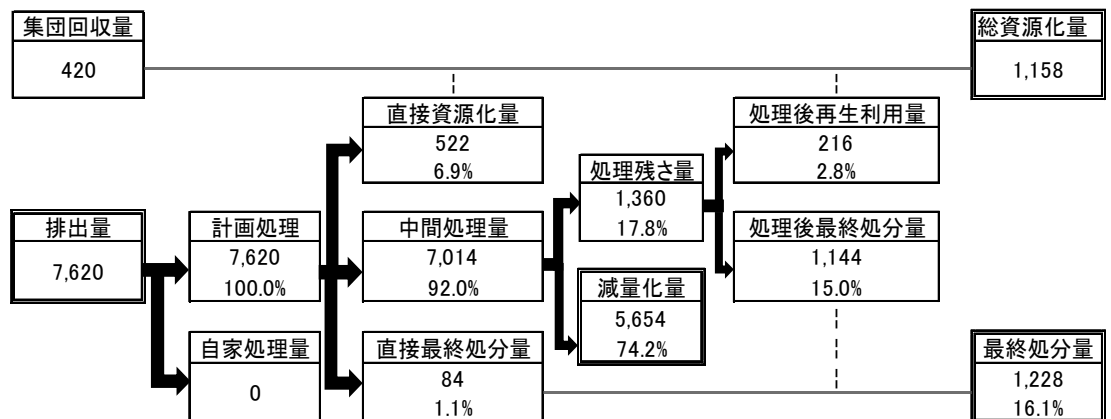 集団回収量
420
総資源化量
1,158
直接資源化量
522
6.9%
処理後再生利用量
216
2.8%
処理残さ量
1,360
17.8%
排出量
7,620
計画処理
7,620
100.0%
中間処理量
7,014
92.0%
処理後最終処分量
1,144
15.0%
減量化量
5,654
74.2%
自家処理量
0
直接最終処分量
84
1.1%
最終処分量
1,228
16.1%